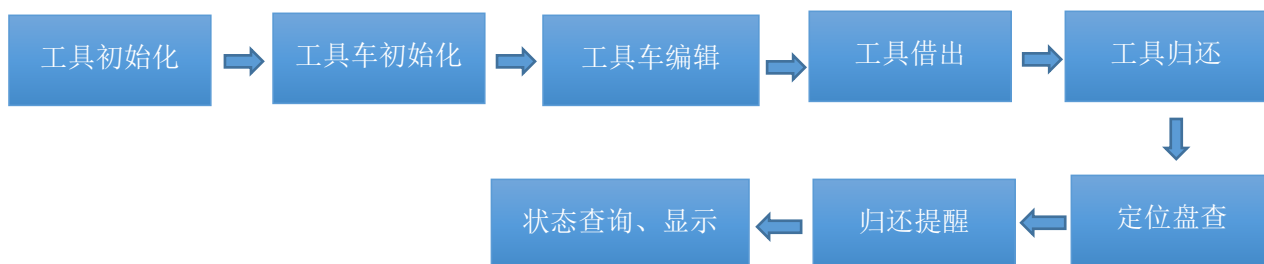 工具初始化
工具车初始化
工具车编辑
工具借出
工具归还
定位盘查
归还提醒
状态查询、显示